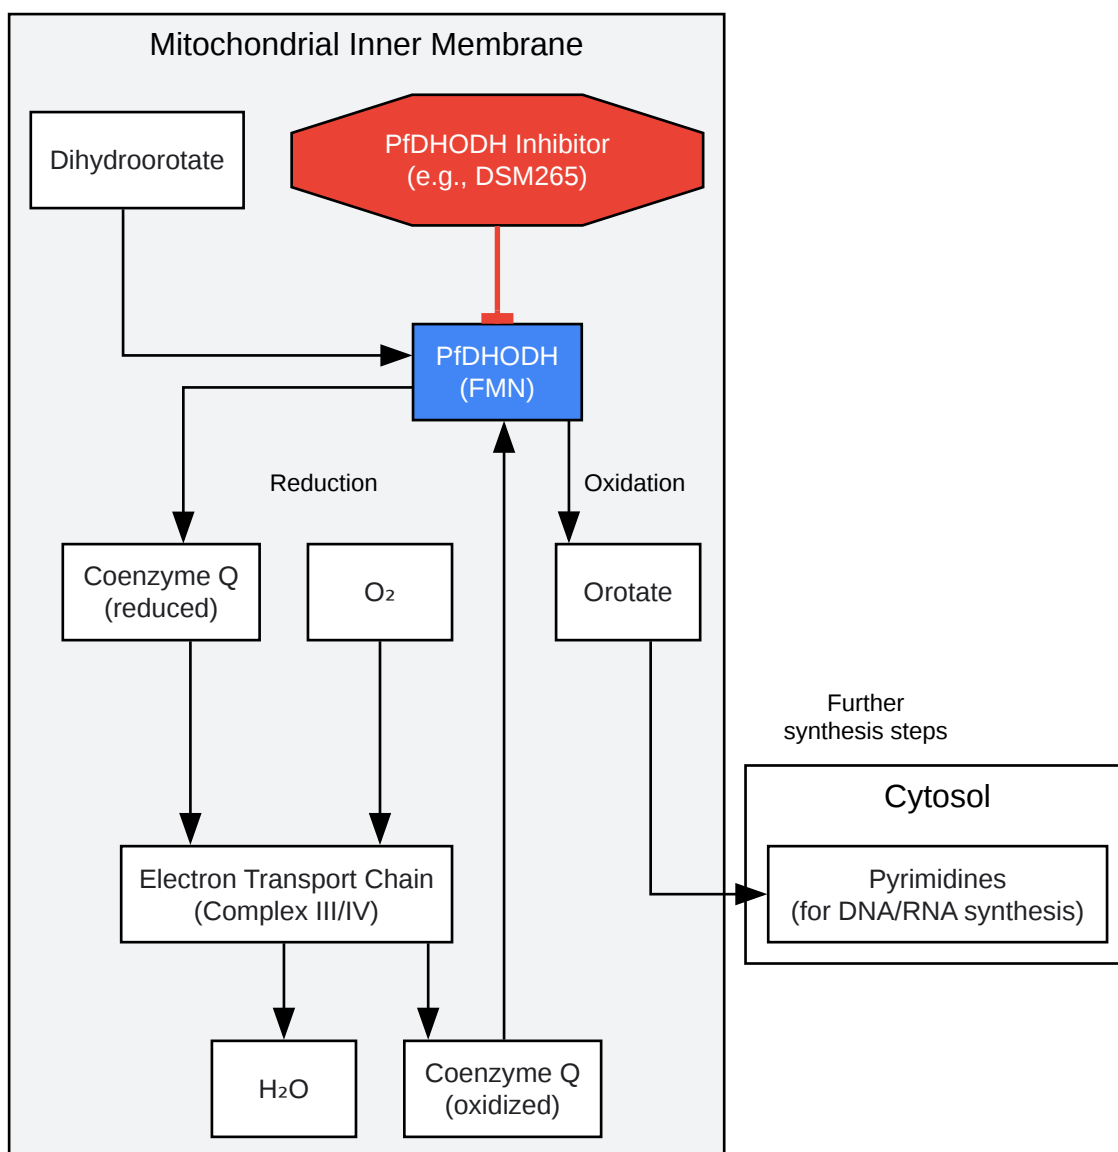 Mitochondrial Inner Membrane
Dihydroorotate
PfDHODH Inhibitor
(e.g., DSM265)
PfDHODH
(FMN)
Reduction
Oxidation
Coenzyme Q
(reduced)
O₂
Orotate
Further
synthesis steps
Cytosol
Electron Transport Chain
(Complex III/IV)
Pyrimidines
(for DNA/RNA synthesis)
H₂O
Coenzyme Q
(oxidized)